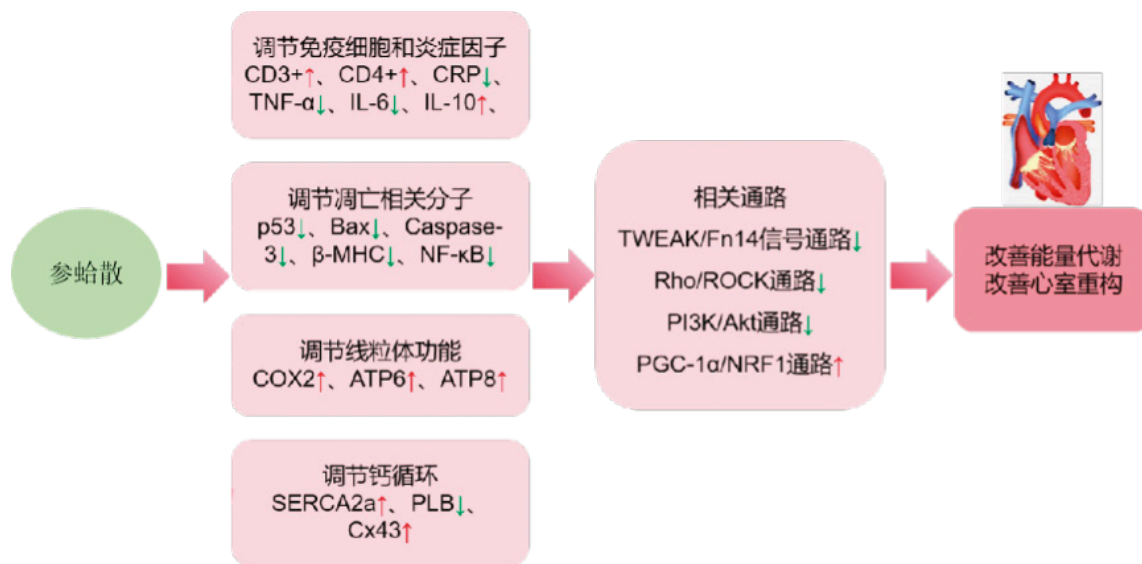 调节免疫细胞和炎症因子
CD3+↑、CD4+↑、CRP↓、
TNF-α↓、IL-6↓、IL-10↑、
调节凋亡相关分子
p53↓、Bax↓、Caspase-
3↓、β-MHC↓、NF-κB↓
调节线粒体功能
COX2↑、ATP6↑、ATP8↑
调节钙循环
SERCA2a↑、PLB↓、
Cx43↑
参蛤散
相关通路
TWEAK/Fn14信号通路↓
Rho/ROCK通路↓
PI3K/Akt通路↓
PGC-1α/NRF1通路↑
改善能量代谢
改善心室重构